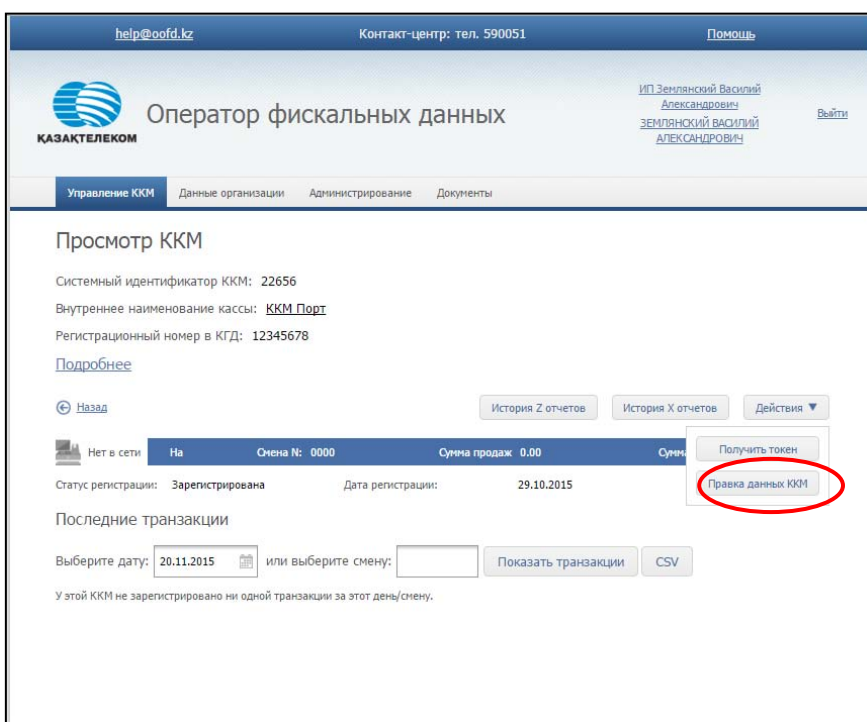 help@oofd.kz Контакт-центр: тел. 590051 Помощь
ҚАЗАҚТЕЛЕКОМ
Оператор фискальных данных
ИП Землянский Василий
Александрович
ЗЕМЛЯНСКИЙ ВАСИЛИЙ
АЛЕКСАНДРОВИЧ
Выйти
Управление ККМ Данные организации Администрирование Документы
Просмотр ККМ
Системный идентификатор ККМ: 22656
Внутреннее наименование кассы: ККМ Порт
Регистрационный номер в КГД: 12345678
Подробнее
Назад История Z отчетов История X отчетов Действия ▼
Получить токен
Правка данных ККМ
Нет в сети На Смена N: 0000 Сумма продаж 0.00
Статус регистрации: Зарегистрирована Дата регистрации: 29.10.2015
Последние транзакции
Выберите дату: 20.11.2015 или выберите смену: Показать транзакции CSV
У этой ККМ не зарегистрировано ни одной транзакции за этот день/смену.